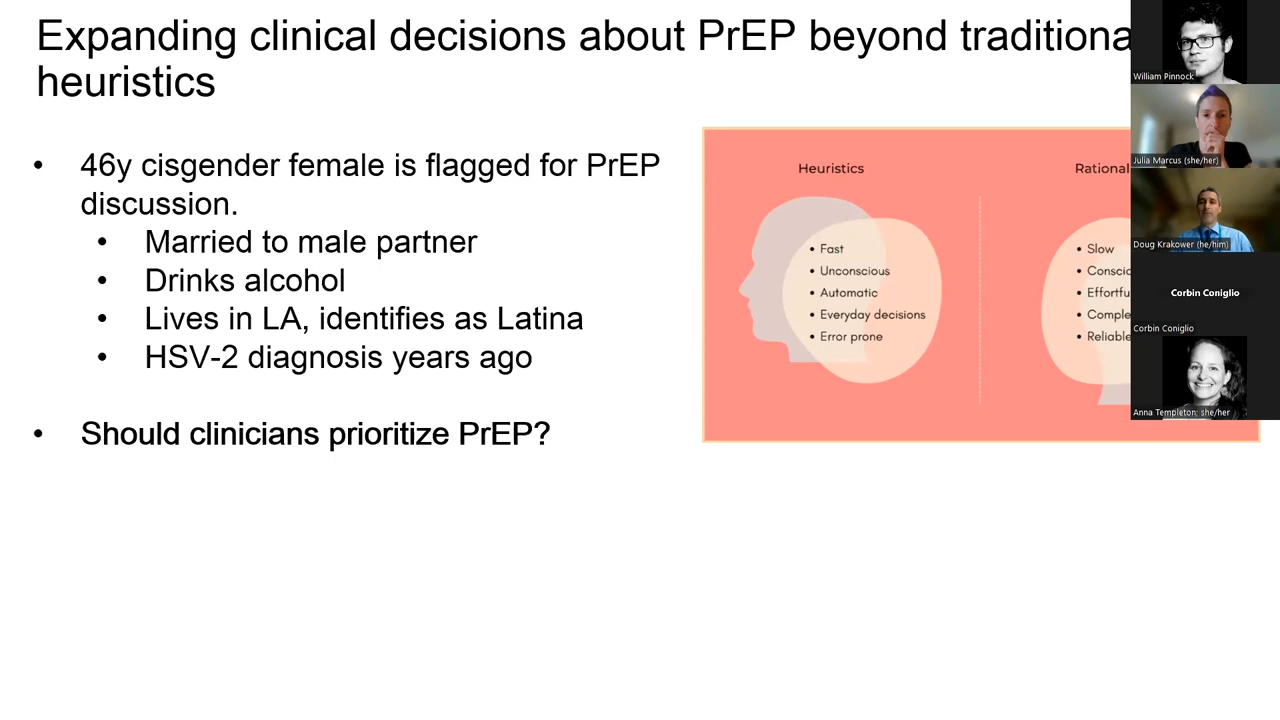 Expanding clinical decisions about PrEP beyond traditiona
heuristics
• 46y cisgender female is flagged for PrEP
discussion.
• Married to male partner
• Drinks alcohol
• Lives in LA, identifies as Latina
• HSV-2 diagnosis years ago
• Should clinicians prioritize PrEP?
Heuristics
• Fast
• Unconscious
• Automatic
• Everyday decisions
• Error prone
Rational
• Slow
• Conscio
• Effortfu
• Comple
• Reliable
William Pinnock
Julia Marcus (she/her)
Doug Krakower (he/him)
Corbin Coniglio
Corbin Coniglio
Anna Templeton: she/her